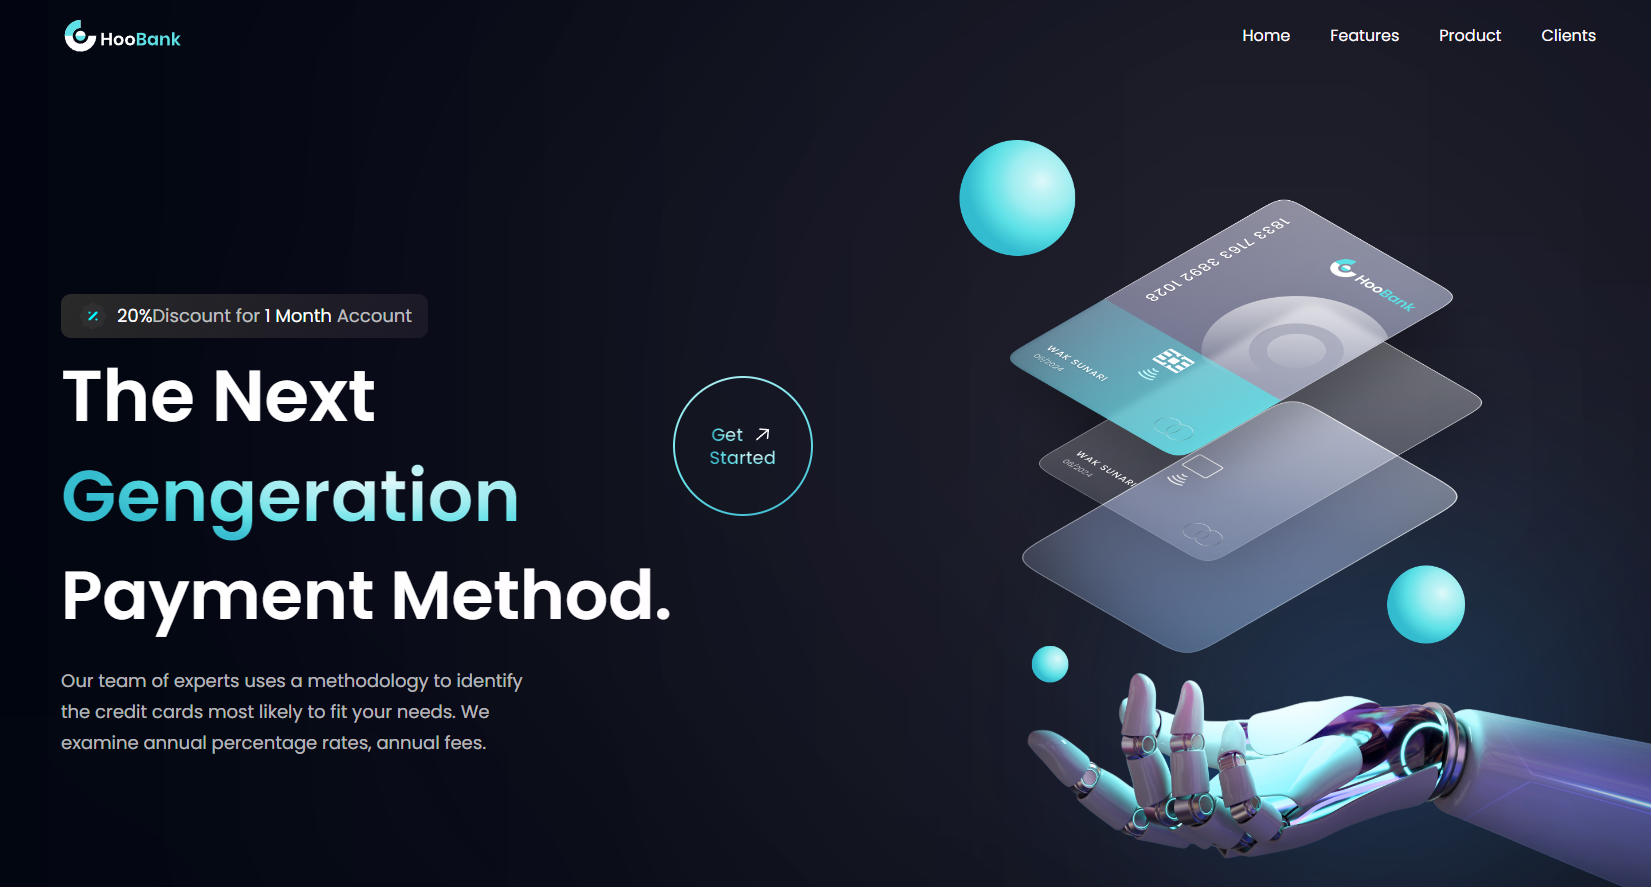 HooBank
Home Features Product Clients
20%Discount for 1 Month Account
The Next
Gengeration
Payment Method.
Get
Started
Our team of experts uses a methodology to identify
the credit cards most likely to fit your needs. We
examine annual percentage rates, annual fees.
1833 7163 3892 1028
HooBank
WAK SUNARI
06/2024
WAK SUNARI
06/2024